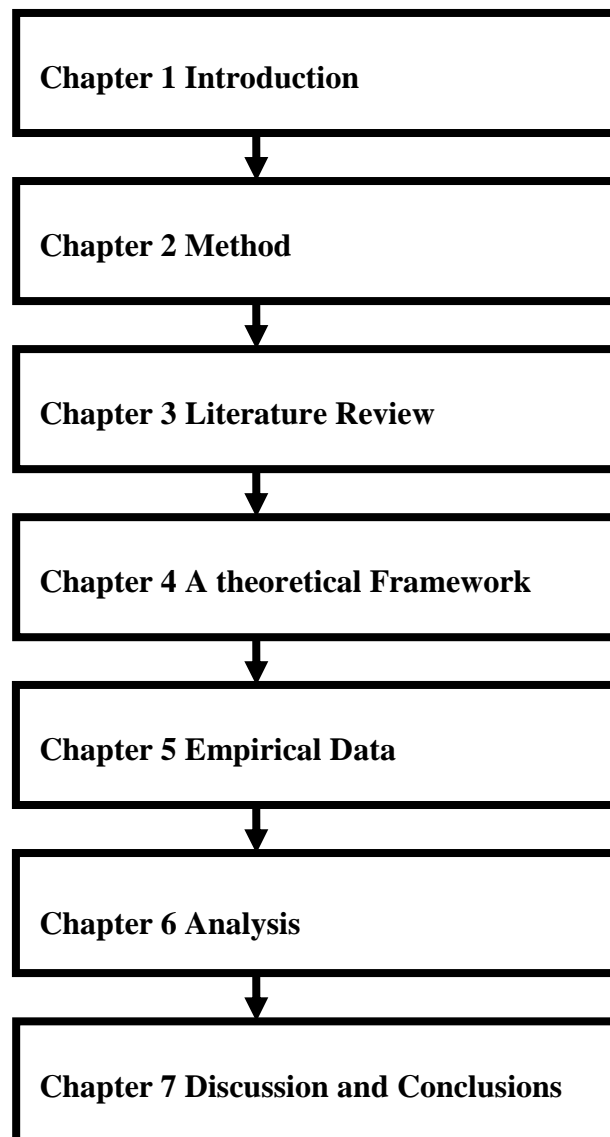 Chapter 1 Introduction
Chapter 2 Method
Chapter 3 Literature Review
Chapter 4 A theoretical Framework
Chapter 5 Empirical Data
Chapter 6 Analysis
Chapter 7 Discussion and Conclusions